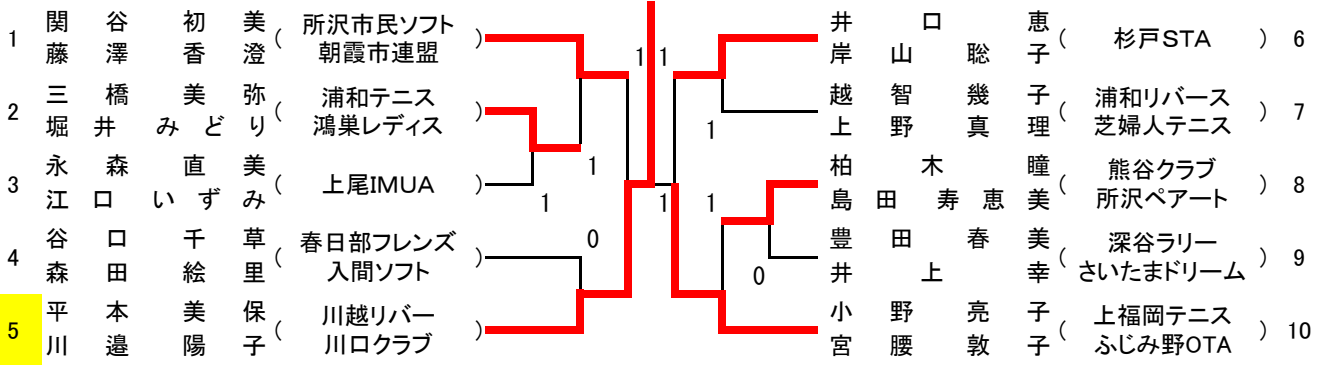 1 関谷初美 ( 所沢市民ソフト )
藤澤香澄 朝霞市連盟
2 三橋美弥 ( 浦和テニス )
堀井みどり 鴻巣レディス
3 永森直美 ( 上尾IMUA )
江口いずみ
4 谷口千草 ( 春日部フレンズ )
森田絵里 入間ソフト
5 平本美保 ( 川越リバー )
川邉陽子 川口クラブ
1 1
1
1
1
1
1
1
0
0
井口恵 ( 杉戸STA ) 6
岸山聡子
越智幾子 ( 浦和リバース ) 7
上野真理 芝婦人テニス
柏木瞳 ( 熊谷クラブ ) 8
島田寿恵美 所沢ペアート
豊田春美 ( 深谷ラリー ) 9
井上幸 さいたまドリーム
小野亮子 ( 上福岡テニス ) 10
宮腰敦子 ふじみ野OTA